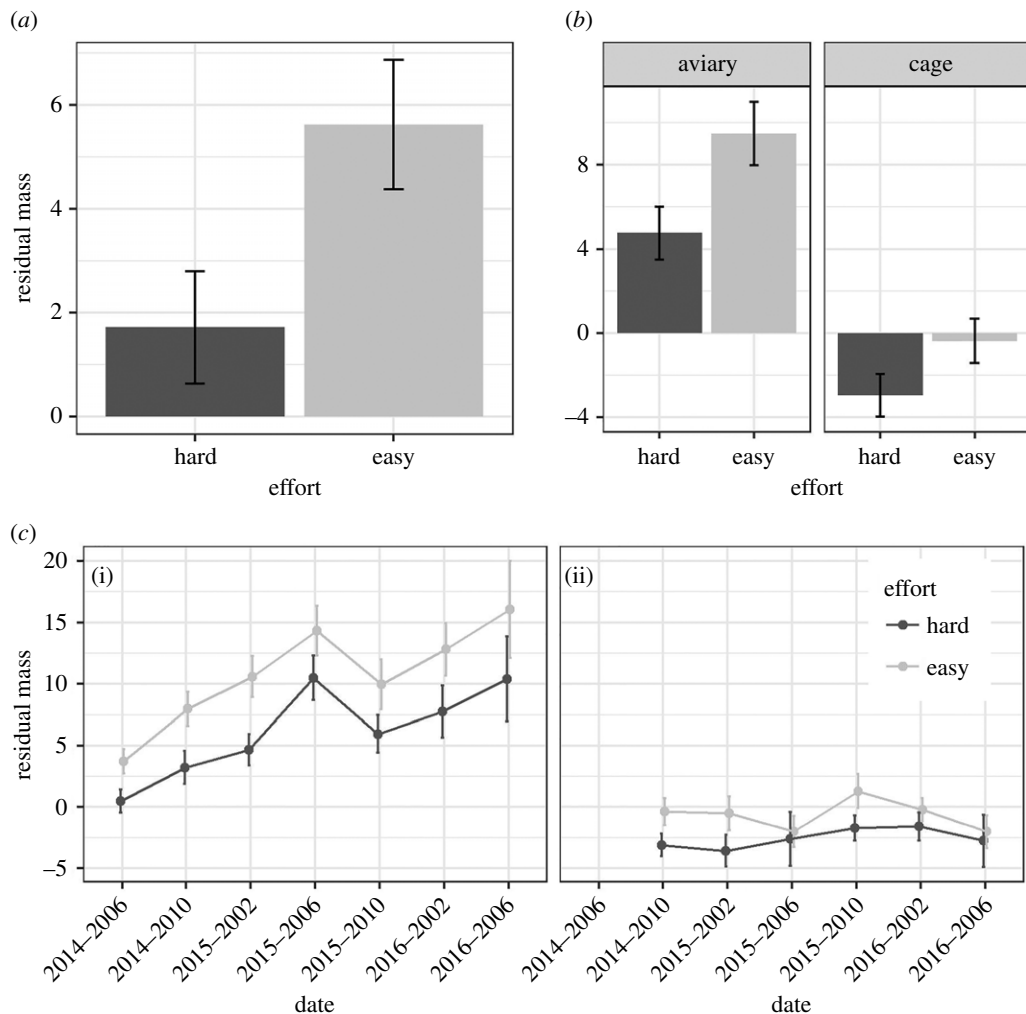 (a)
6
4
2
0
residual mass
hard easy
effort
(b)
aviary cage
8
4
0
–4
hard easy hard easy
effort
(c)
20
15
10
5
0
–5
residual mass
(i)
(ii)
effort
hard
easy
2014–2006 2014–2010 2015–2002 2015–2006 2015–2010 2016–2002 2016–2006
date
2014–2006 2014–2010 2015–2002 2015–2006 2015–2010 2016–2002 2016–2006
date